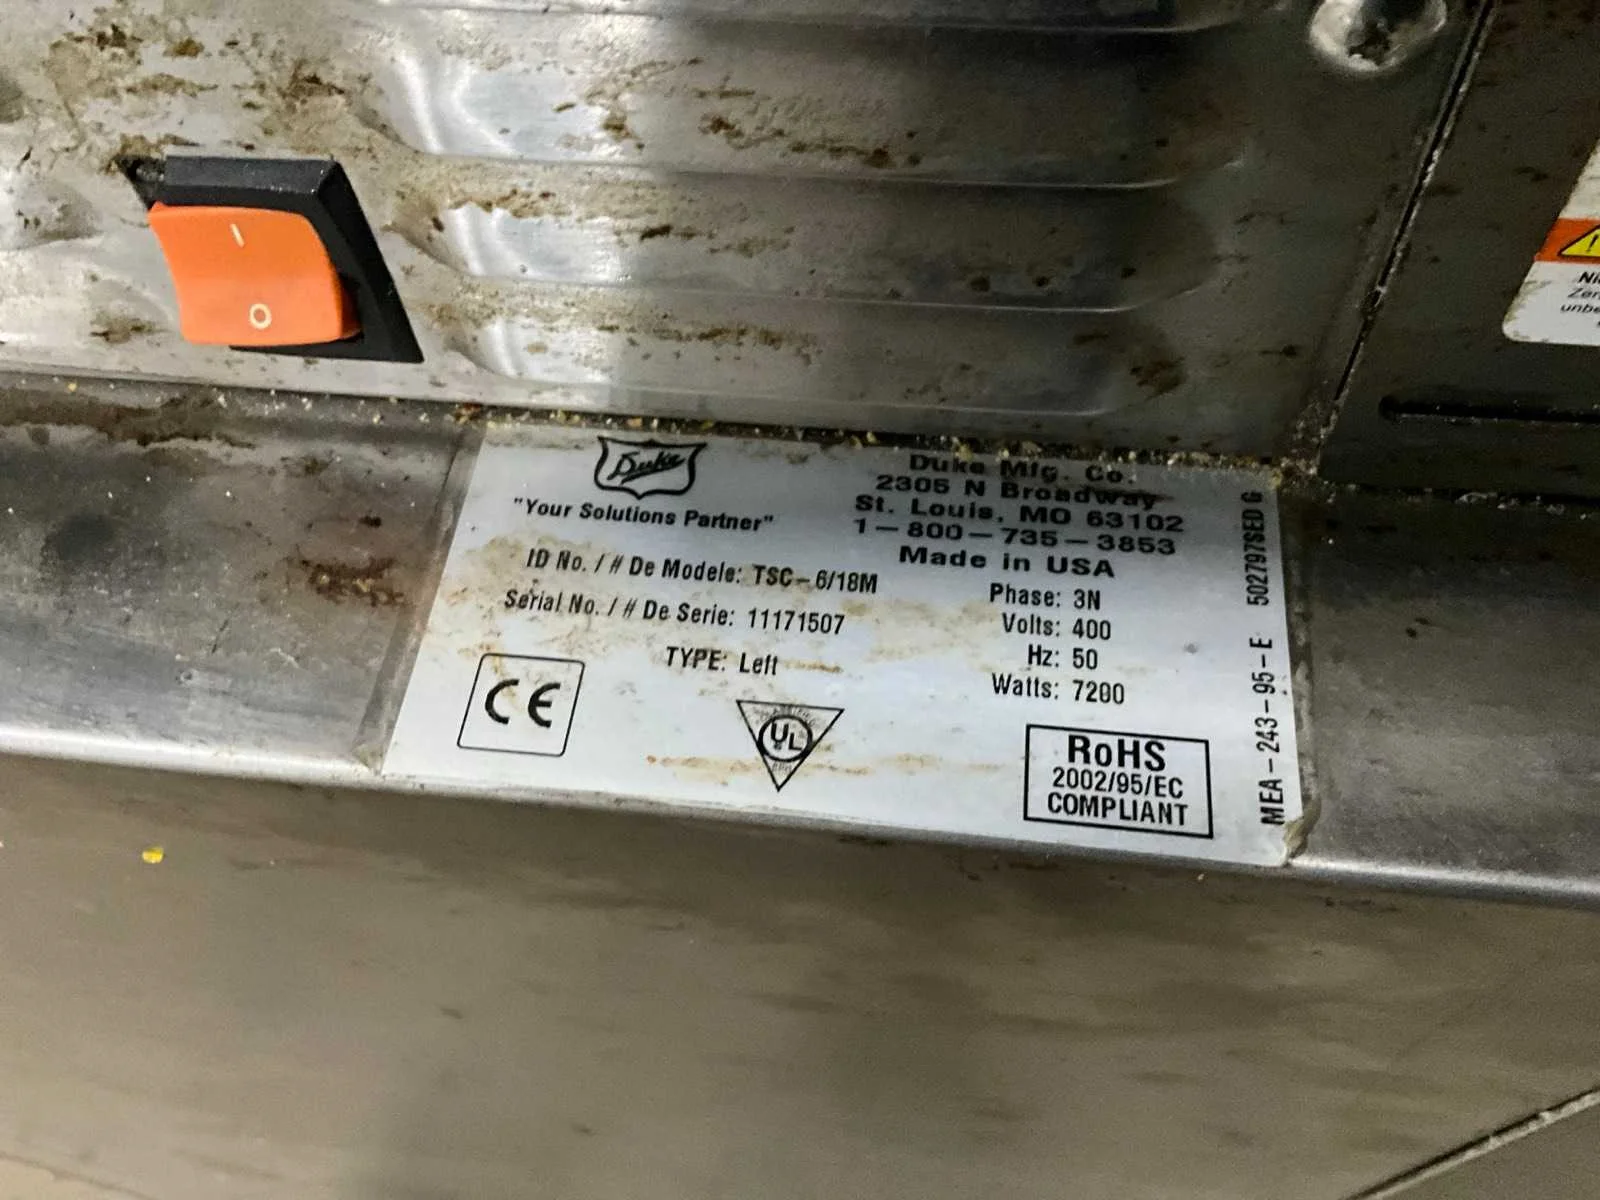 I
O
Duke
"Your Solutions Partner"
Duke Mfg. Co.
2305 N Broadway
St. Louis, MO 63102
1-800-735-3853
Made in USA
ID No. / # De Modele: TSC-6/18M
Serial No. / # De Serie: 11171507
TYPE: Left
Phase: 3N
Volts: 400
Hz: 50
Watts: 7200
CE
UL
RoHS
2002/95/EC
COMPLIANT
MEA-243-95-E 502797SED G